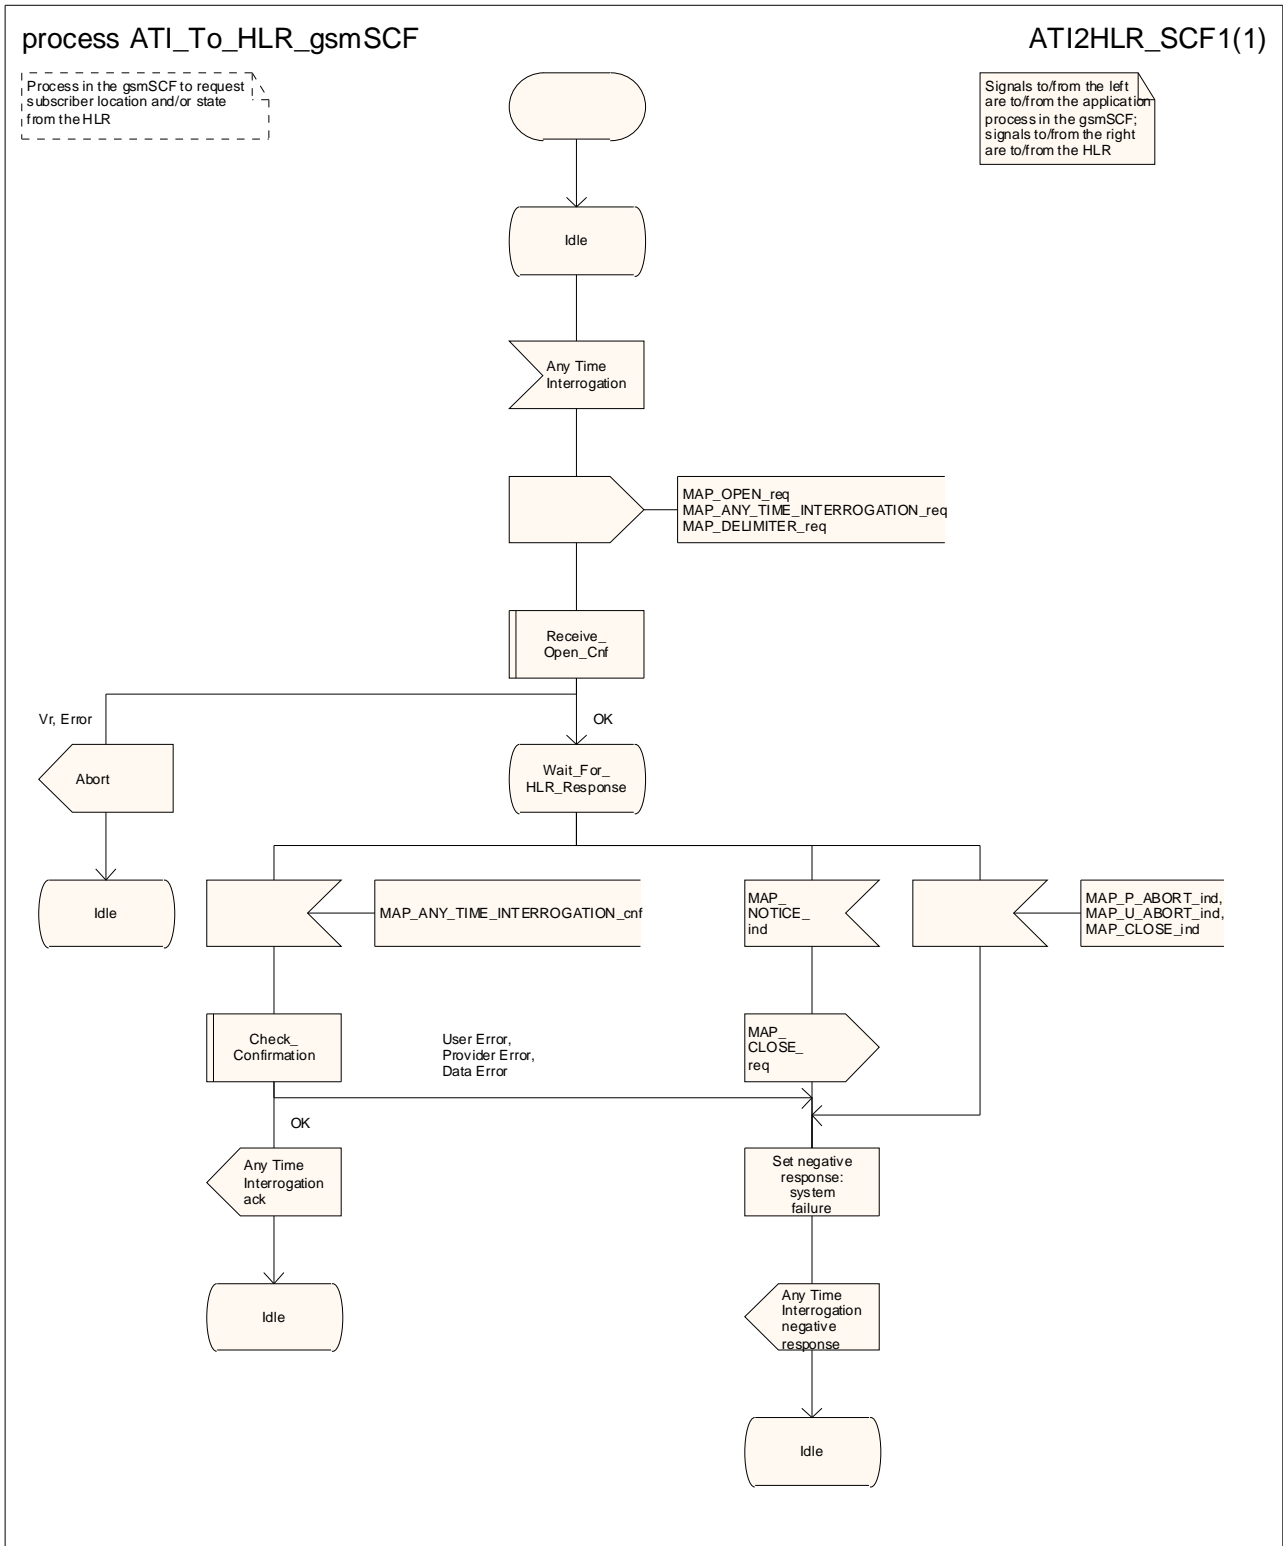 process ATI_To_HLR_gsmSCF
ATI2HLR_SCF1(1)
Process in the gsmSCF to request
subscriber location and/or state
from the HLR
Signals to/from the left
are to/from the application
process in the gsmSCF;
signals to/from the right
are to/from the HLR
Idle
Any Time
Interrogation
MAP_OPEN_req
MAP_ANY_TIME_INTERROGATION_req
MAP_DELIMITER_req
Receive_
Open_Cnf
Vr, Error
OK
Abort
Wait_For_
HLR_Response
Idle
MAP_ANY_TIME_INTERROGATION_cnf
MAP_
NOTICE_
ind
MAP_P_ABORT_ind,
MAP_U_ABORT_ind,
MAP_CLOSE_ind
Check_
Confirmation
User Error,
Provider Error,
Data Error
MAP_
CLOSE_
req
OK
Any Time
Interrogation
ack
Set negative
response:
system
failure
Idle
Any Time
Interrogation
negative
response
Idle